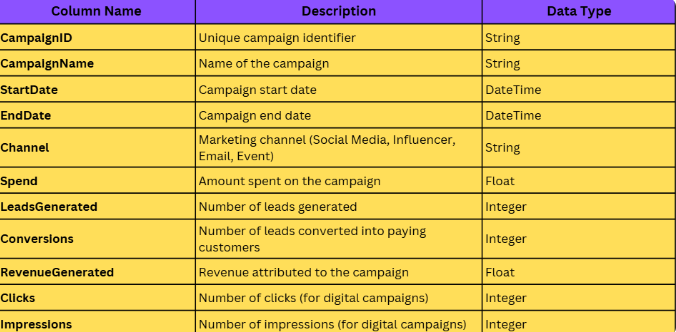 Column Name Description Data Type
CampaignID Unique campaign identifier String
CampaignName Name of the campaign String
StartDate Campaign start date DateTime
EndDate Campaign end date DateTime
Channel Marketing channel (Social Media, Influencer, Email, Event) String
Spend Amount spent on the campaign Float
LeadsGenerated Number of leads generated Integer
Conversions Number of leads converted into paying customers Integer
RevenueGenerated Revenue attributed to the campaign Float
Clicks Number of clicks (for digital campaigns) Integer
Impressions Number of impressions (for digital campaigns) Integer